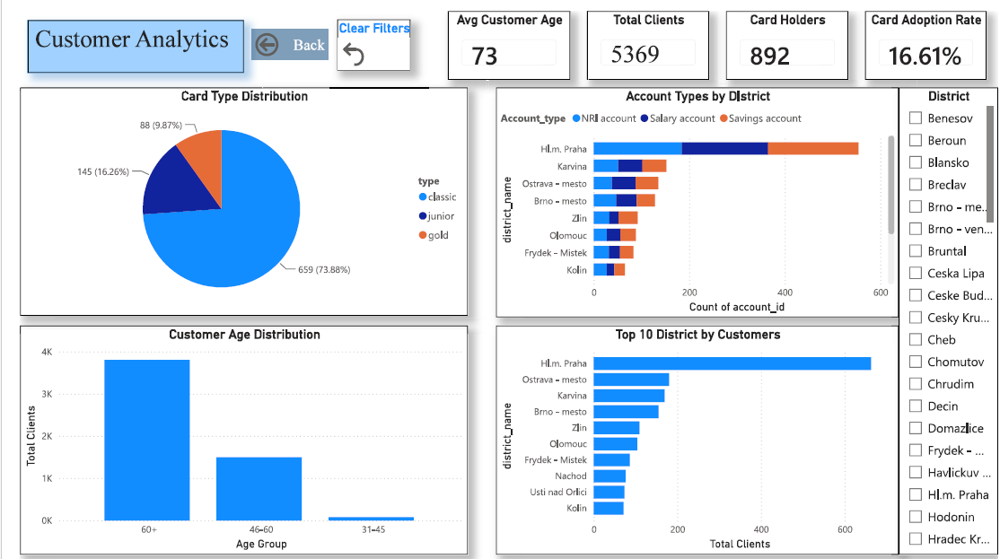 Customer Analytics
Back
Clear Filters
Avg Customer Age
73
Total Clients
5369
Card Holders
892
Card Adoption Rate
16.61%
Card Type Distribution
88 (9.87%)
145 (16.26%)
659 (73.88%)
type
classic
junior
gold
Account Types by District
Account_type NRI account Salary account Savings account
district_name
Hl.m. Praha
Karvina
Ostrava - mesto
Brno - mesto
Zlin
Olomouc
Frydek - Mistek
Kolin
0 200 400 600
Count of account_id
District
Benesov
Beroun
Blansko
Breclav
Brno - me...
Brno - ven...
Bruntal
Ceska Lipa
Ceske Bud...
Cesky Kru...
Cheb
Chomutov
Chrudim
Decin
Domazlice
Frydek - ...
Havlickuv ...
Hl.m. Praha
Hodonin
Hradec Kr...
Customer Age Distribution
Total Clients
4K
3K
2K
1K
0K
60+ 46-60 31-45
Age Group
Top 10 District by Customers
district_name
Hl.m. Praha
Ostrava - mesto
Karvina
Brno - mesto
Zlin
Olomouc
Frydek - Mistek
Nachod
Usti nad Orlici
Kolin
0 200 400 600
Total Clients